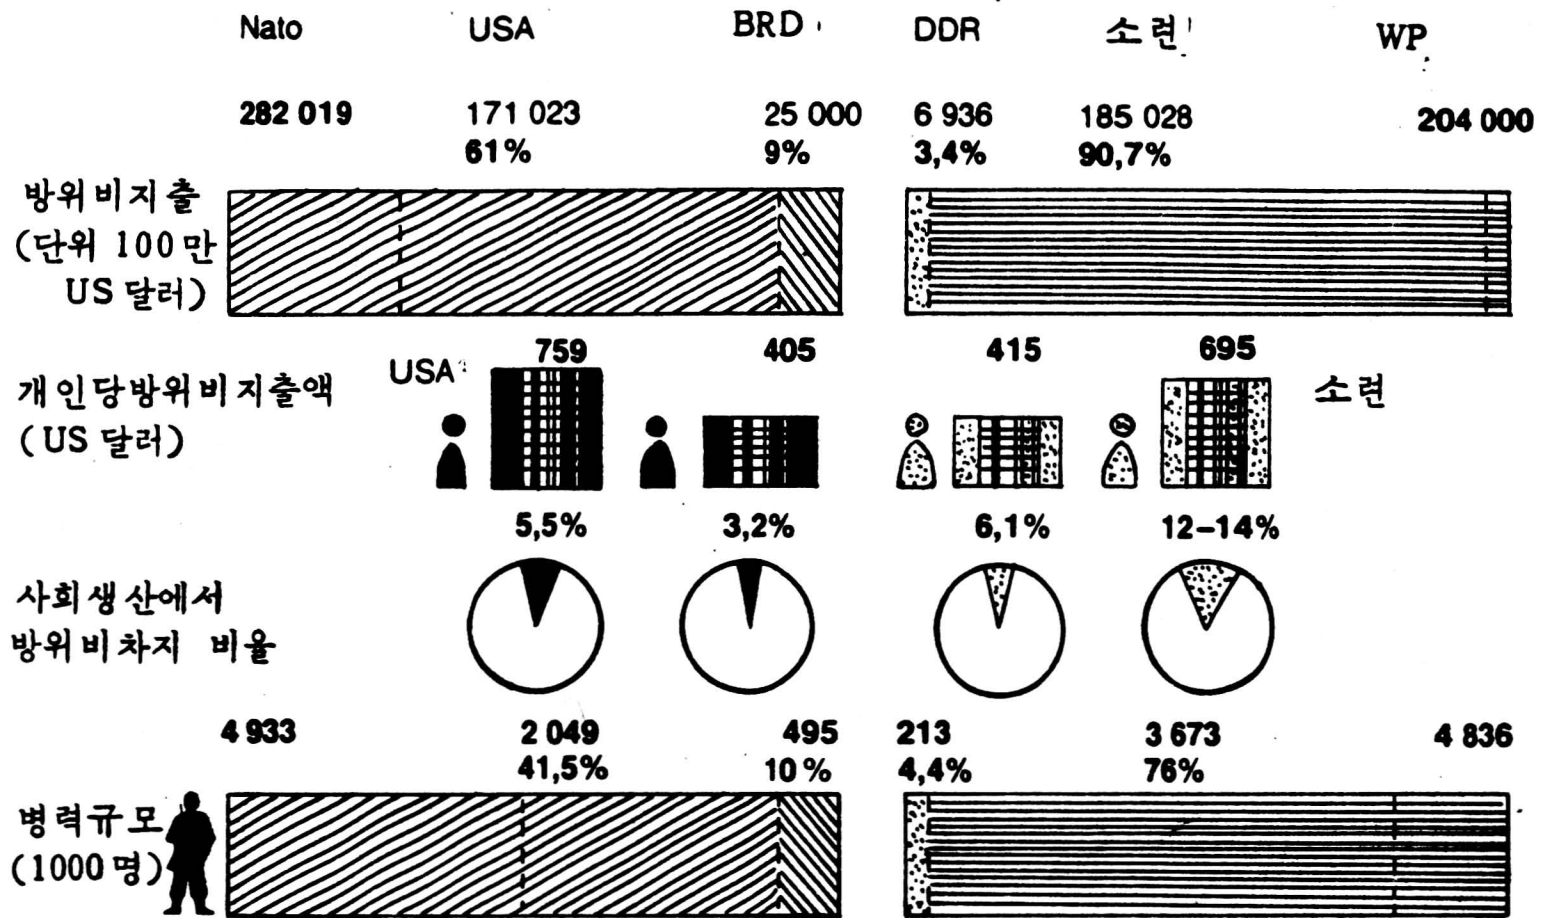 Nato USA BRD DDR 소련 WP
282 019 171 023 25 000 6 936 185 028 204 000
61% 9% 3,4% 90,7%
방위비지출
(단위 100만
US 달러)
759 405 415 695
USA 소련
개인당방위비지출액
(US 달러)
5,5% 3,2% 6,1% 12–14%
사회생산에서
방위비차지 비율
4 933 2 049 495 213 3 673 4 836
41,5% 10% 4,4% 76%
병력규모
(1000명)